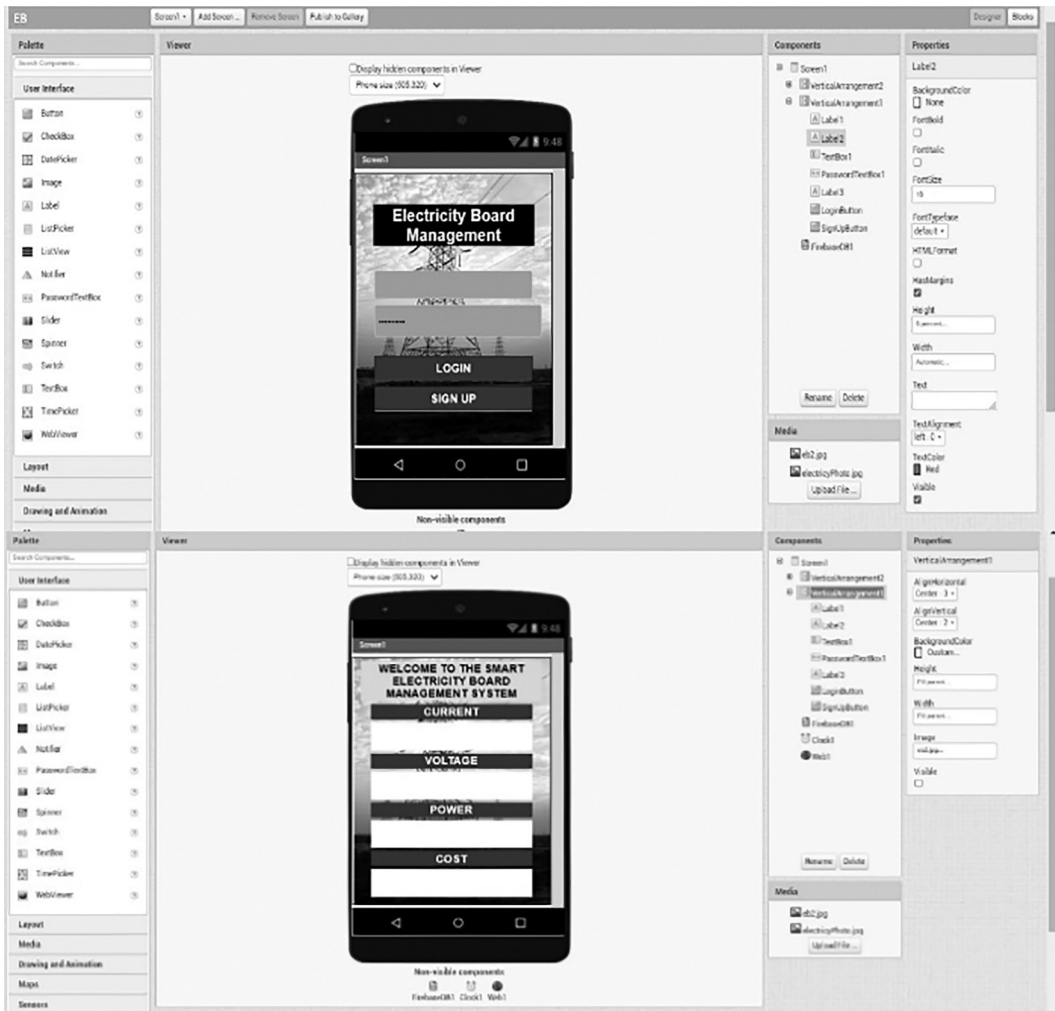 EB
Screen1
Add Screen ...
Remove Screen
Publish to Gallery
Designer
Blocks
Palette
Search Components...
User Interface
Button
CheckBox
DatePicker
Image
Label
ListPicker
ListView
Notifier
PasswordTextBox
Slider
Spinner
Switch
TextBox
TimePicker
WebViewer
Layout
Media
Drawing and Animation
Viewer
Display hidden components in Viewer
Phone size (505,320)
9:48
Screen1
Electricity Board
Management
LOGIN
SIGN UP
Non-visible components
Components
Screen1
VerticalArrangement2
VerticalArrangement1
Label1
Label2
TextBox1
PasswordTextBox1
Label3
LoginButton
SignUpButton
FirebaseDB1
Rename
Delete
Media
eb2.jpg
electricyPhoto.jpg
Upload File ...
Properties
Label2
BackgroundColor
None
FontBold
FontItalic
FontSize
FontTypeface
default
HTMLFormat
HasMargins
Height
Width
Automatic...
Text
TextAlignment
left : 0
TextColor
Red
Visible
Palette
Search Components...
User Interface
Button
CheckBox
DatePicker
Image
Label
ListPicker
ListView
Notifier
PasswordTextBox
Slider
Spinner
Switch
TextBox
TimePicker
WebViewer
Layout
Media
Drawing and Animation
Maps
Sensors
Viewer
Display hidden components in Viewer
Phone size (505,320)
9:48
Screen1
WELCOME TO THE SMART
ELECTRICITY BOARD
MANAGEMENT SYSTEM
CURRENT
VOLTAGE
POWER
COST
Non-visible components
FirebaseDB1
Clock1
Web1
Components
Screen1
VerticalArrangement2
VerticalArrangement1
Label1
Label2
TextBox1
PasswordTextBox1
Label3
LoginButton
SignUpButton
FirebaseDB1
Clock1
Web1
Rename
Delete
Media
eb2.jpg
electricyPhoto.jpg
Upload File ...
Properties
VerticalArrangement1
AlignHorizontal
Center : 3
AlignVertical
Center : 2
BackgroundColor
Custom...
Height
Fill parent...
Width
Fill parent...
Image
Visible